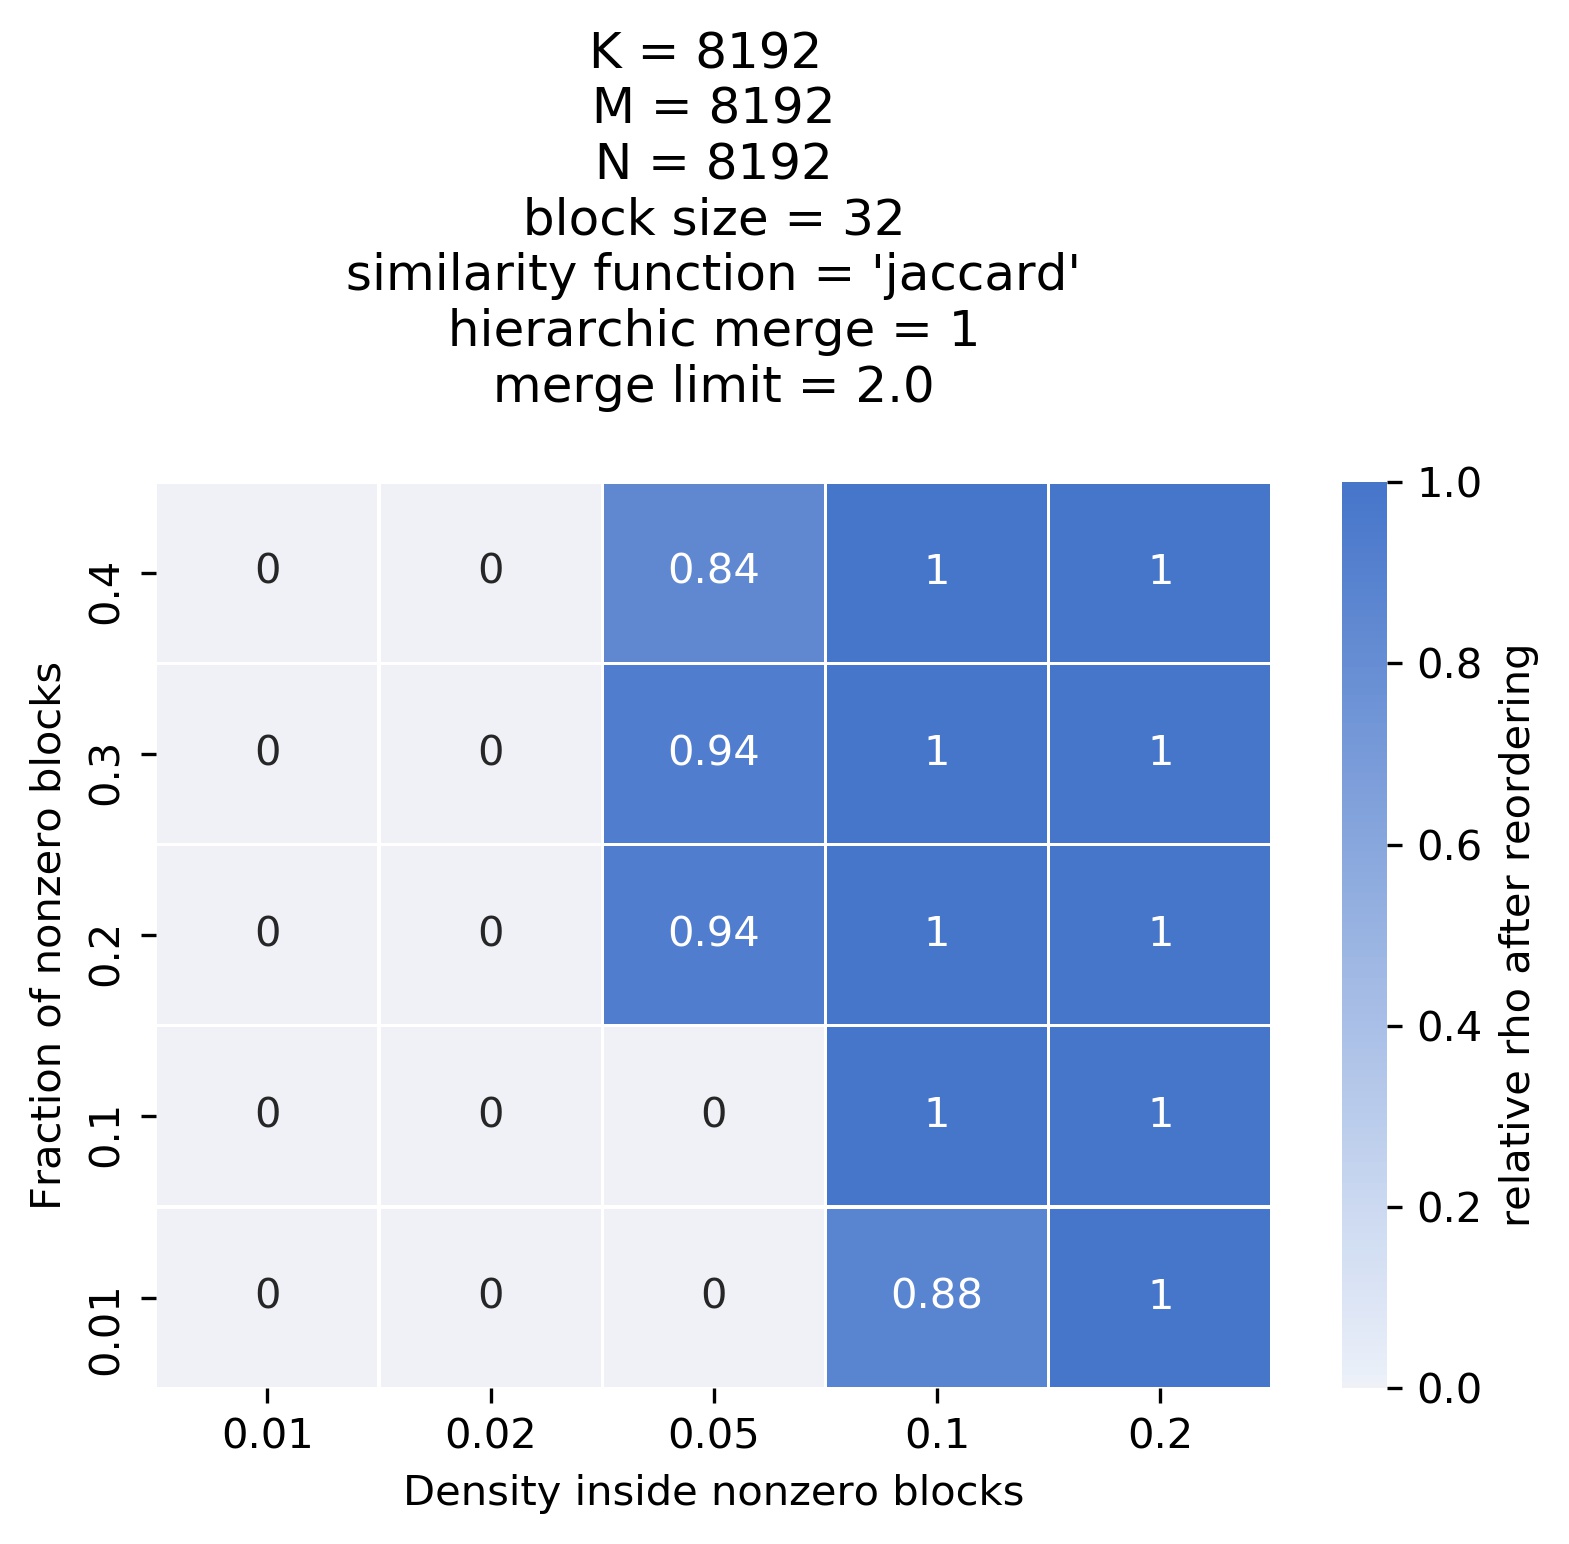 K = 8192
M = 8192
N = 8192
block size = 32
similarity function = 'jaccard'
hierarchic merge = 1
merge limit = 2.0
Fraction of nonzero blocks
0.4
0 0 0.84 1 1
0.3
0 0 0.94 1 1
0.2
0 0 0.94 1 1
0.1
0 0 0 1 1
0.01
0 0 0 0.88 1
0.01 0.02 0.05 0.1 0.2
Density inside nonzero blocks
1.0
0.8
0.6
0.4
0.2
0.0
relative rho after reordering